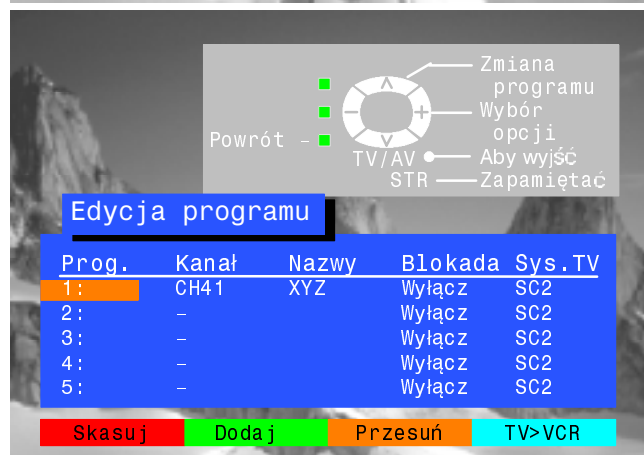 Zmiana
programu
Wybór
opcji
Powrót –
TV/AV Aby wyjść
STR Zapamiętać
Edycja programu
Prog. Kanał Nazwy Blokada Sys.TV
1: CH41 XYZ Wyłącz SC2
2: – Wyłącz SC2
3: – Wyłącz SC2
4: – Wyłącz SC2
5: – Wyłącz SC2
Skasuj Dodaj Przesuń TV>VCR